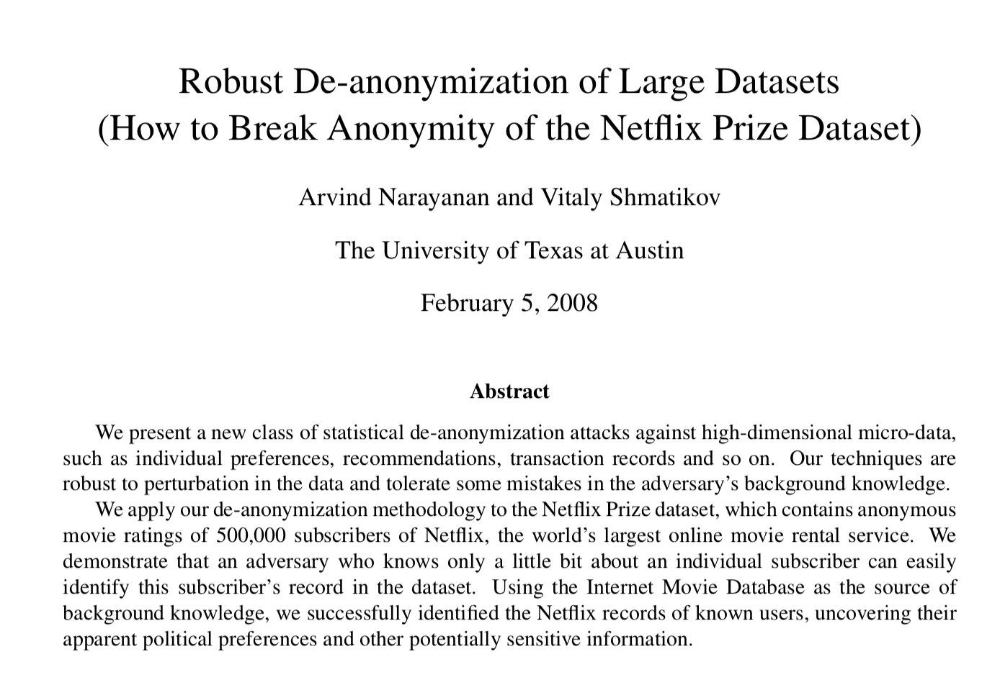 Robust De-anonymization of Large Datasets
(How to Break Anonymity of the Netflix Prize Dataset)
Arvind Narayanan and Vitaly Shmatikov
The University of Texas at Austin
February 5, 2008
Abstract
We present a new class of statistical de-anonymization attacks against high-dimensional micro-data,
such as individual preferences, recommendations, transaction records and so on. Our techniques are
robust to perturbation in the data and tolerate some mistakes in the adversary's background knowledge.
We apply our de-anonymization methodology to the Netflix Prize dataset, which contains anonymous
movie ratings of 500,000 subscribers of Netflix, the world's largest online movie rental service. We
demonstrate that an adversary who knows only a little bit about an individual subscriber can easily
identify this subscriber's record in the dataset. Using the Internet Movie Database as the source of
background knowledge, we successfully identified the Netflix records of known users, uncovering their
apparent political preferences and other potentially sensitive information.